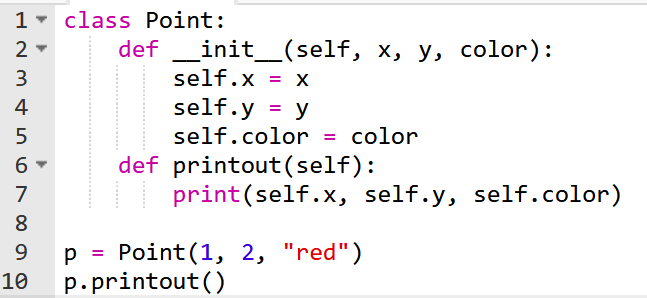 1 class Point:
2     def __init__(self, x, y, color):
3         self.x = x
4         self.y = y
5         self.color = color
6     def printout(self):
7         print(self.x, self.y, self.color)
8
9 p = Point(1, 2, "red")
10 p.printout()